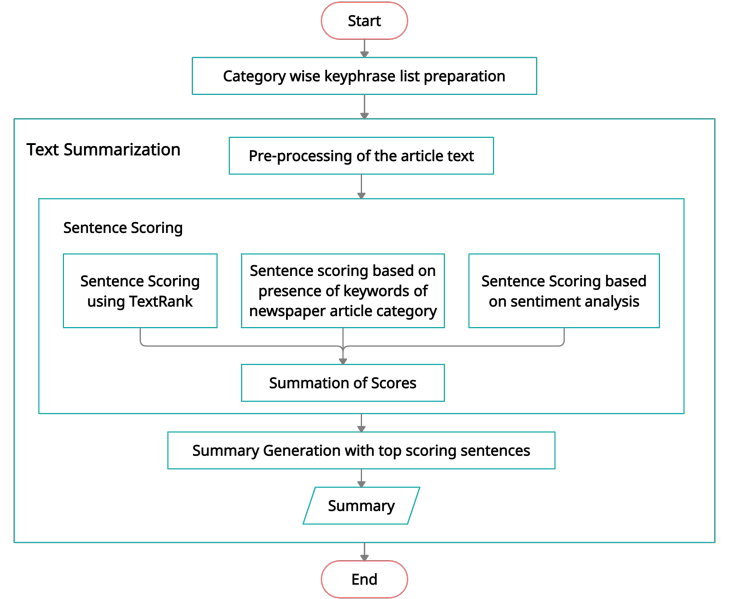 Start
Category wise keyphrase list preparation
Text Summarization
Pre-processing of the article text
Sentence Scoring
Sentence Scoring
using TextRank
Sentence scoring based on
presence of keywords of
newspaper article category
Sentence Scoring based
on sentiment analysis
Summation of Scores
Summary Generation with top scoring sentences
Summary
End